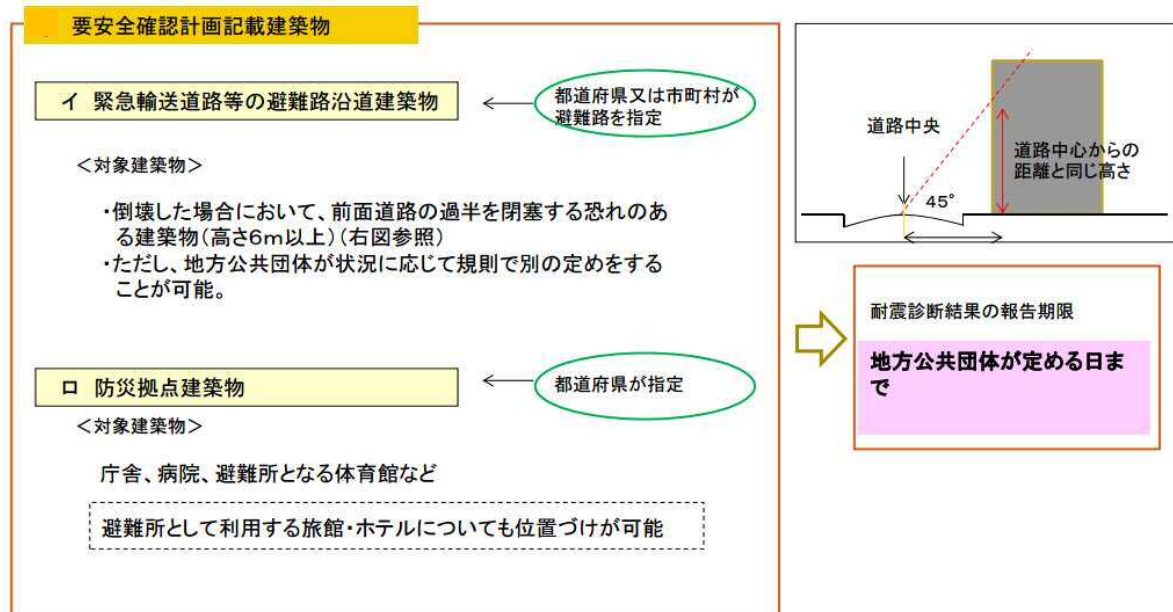 要安全確認計画記載建築物
イ 緊急輸送道路等の避難路沿道建築物
都道府県又は市町村が
避難路を指定
＜対象建築物＞
・倒壊した場合において、前面道路の過半を閉塞する恐れのあ
る建築物(高さ6m以上)(右図参照)
・ただし、地方公共団体が状況に応じて規則で別の定めをする
ことが可能。
ロ 防災拠点建築物
都道府県が指定
＜対象建築物＞
庁舎、病院、避難所となる体育館など
避難所として利用する旅館・ホテルについても位置づけが可能
道路中央
道路中心からの
距離と同じ高さ
45°
耐震診断結果の報告期限
地方公共団体が定める日ま
で